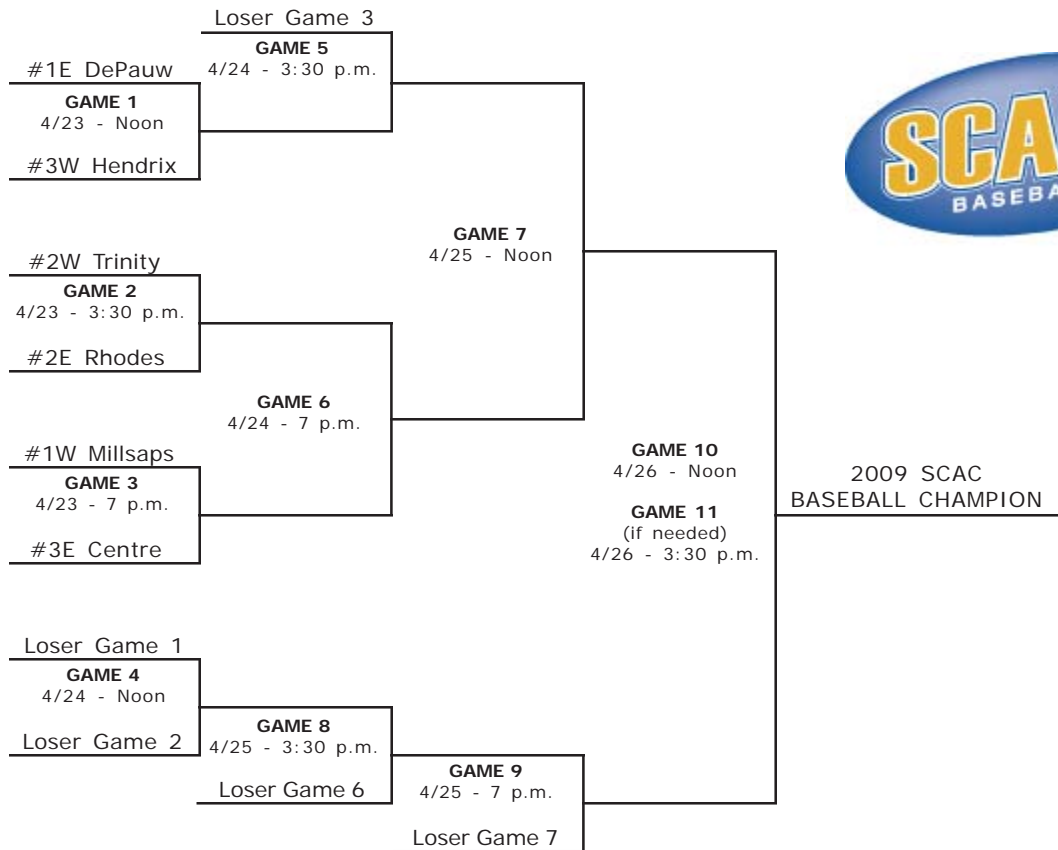 Loser Game 3
GAME 5
4/24 - 3:30 p.m.
#1E DePauw
GAME 1
4/23 - Noon
#3W Hendrix
SCA
BASEBA
GAME 7
4/25 - Noon
#2W Trinity
GAME 2
4/23 - 3:30 p.m.
#2E Rhodes
GAME 6
4/24 - 7 p.m.
#1W Millsaps
GAME 3
4/23 - 7 p.m.
#3E Centre
GAME 10
4/26 - Noon
GAME 11
(if needed)
4/26 - 3:30 p.m.
2009 SCAC
BASEBALL CHAMPION
Loser Game 1
GAME 4
4/24 - Noon
Loser Game 2
GAME 8
4/25 - 3:30 p.m.
Loser Game 6
GAME 9
4/25 - 7 p.m.
Loser Game 7